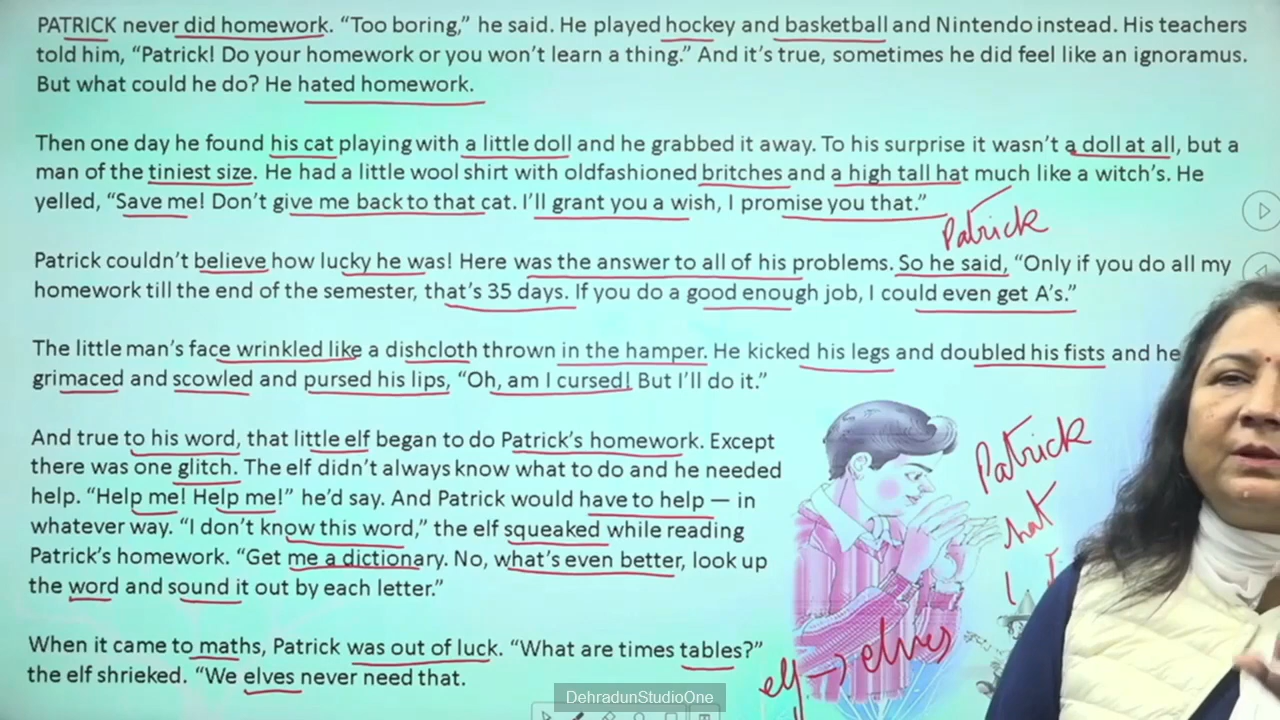 PATRICK never did homework. “Too boring,” he said. He played hockey and basketball and Nintendo instead. His teachers
told him, “Patrick! Do your homework or you won’t learn a thing.” And it’s true, sometimes he did feel like an ignoramus.
But what could he do? He hated homework.
Then one day he found his cat playing with a little doll and he grabbed it away. To his surprise it wasn’t a doll at all, but a
man of the tiniest size. He had a little wool shirt with oldfashioned britches and a high tall hat much like a witch’s. He
yelled, “Save me! Don’t give me back to that cat. I’ll grant you a wish, I promise you that.”
Patrick
Patrick couldn’t believe how lucky he was! Here was the answer to all of his problems. So he said, “Only if you do all my
homework till the end of the semester, that’s 35 days. If you do a good enough job, I could even get A’s.”
The little man’s face wrinkled like a dishcloth thrown in the hamper. He kicked his legs and doubled his fists and he
grimaced and scowled and pursed his lips, “Oh, am I cursed! But I’ll do it.”
And true to his word, that little elf began to do Patrick’s homework. Except
there was one glitch. The elf didn’t always know what to do and he needed
help. “Help me! Help me!” he’d say. And Patrick would have to help — in
whatever way. “I don’t know this word,” the elf squeaked while reading
Patrick’s homework. “Get me a dictionary. No, what’s even better, look up
the word and sound it out by each letter.”
Patrick
hat
When it came to maths, Patrick was out of luck. “What are times tables?”
the elf shrieked. “We elves never need that.
elf → elves
DehradunStudioOne